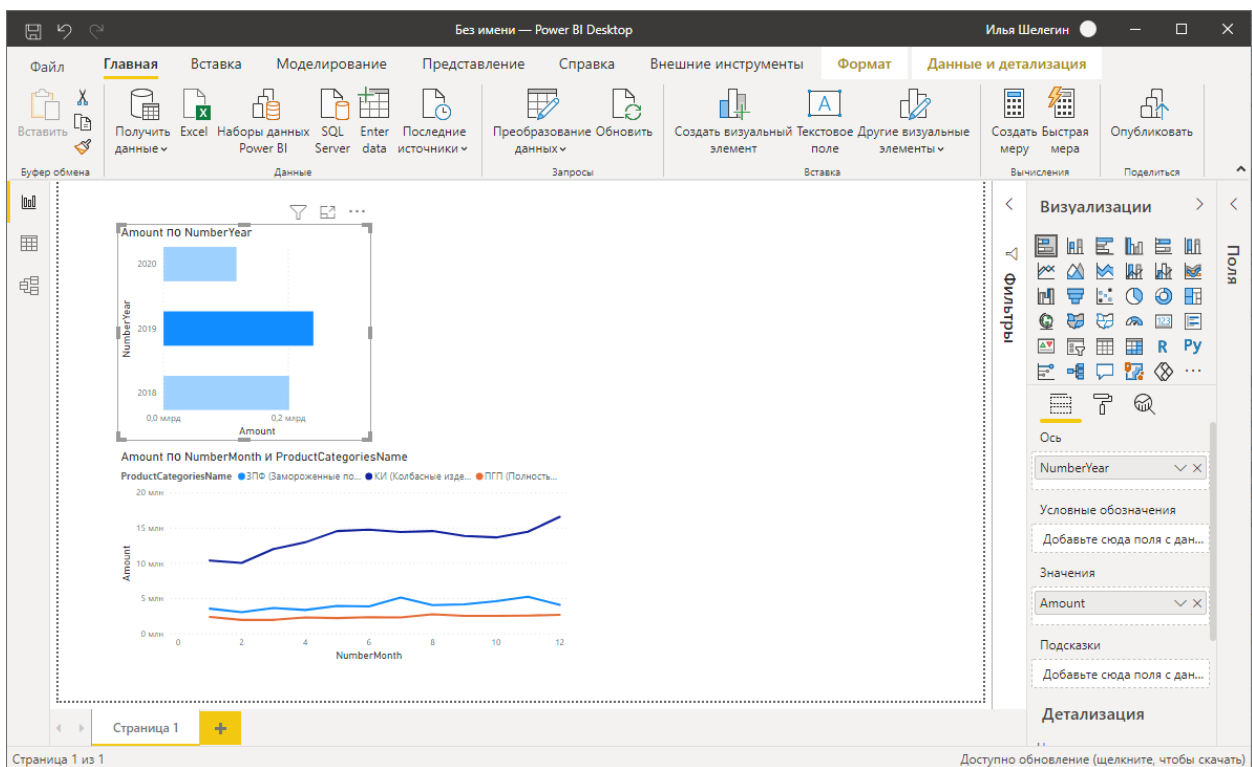 Без имени — Power BI Desktop
Илья Шелегин
Файл Главная Вставка Моделирование Представление Справка Внешние инструменты Формат Данные и детализация
Вставить
Получить данные
Excel
Наборы данных Power BI
SQL Server
Enter data
Последние источники
Преобразование данных
Обновить
Создать визуальный элемент
Текстовое поле
Другие визуальные элементы
Создать меру
Быстрая мера
Опубликовать
Буфер обмена
Данные
Запросы
Вставка
Вычисления
Поделиться
Amount по NumberYear
NumberYear
2020
2019
2018
0,0 млрд 0,2 млрд
Amount
Amount по NumberMonth и ProductCategoriesName
ProductCategoriesName ЗПФ (Замороженные по... КИ (Колбасные изде... ПГП (Полность...
Amount
20 млн
15 млн
10 млн
5 млн
0 млн
0 2 4 6 8 10 12
NumberMonth
Фильтры
Визуализации
123
R
Py
Ось
NumberYear
Условные обозначения
Добавьте сюда поля с дан...
Значения
Amount
Подсказки
Добавьте сюда поля с дан...
Детализация
Поля
Страница 1
Страница 1 из 1
Доступно обновление (щелкните, чтобы скачать)